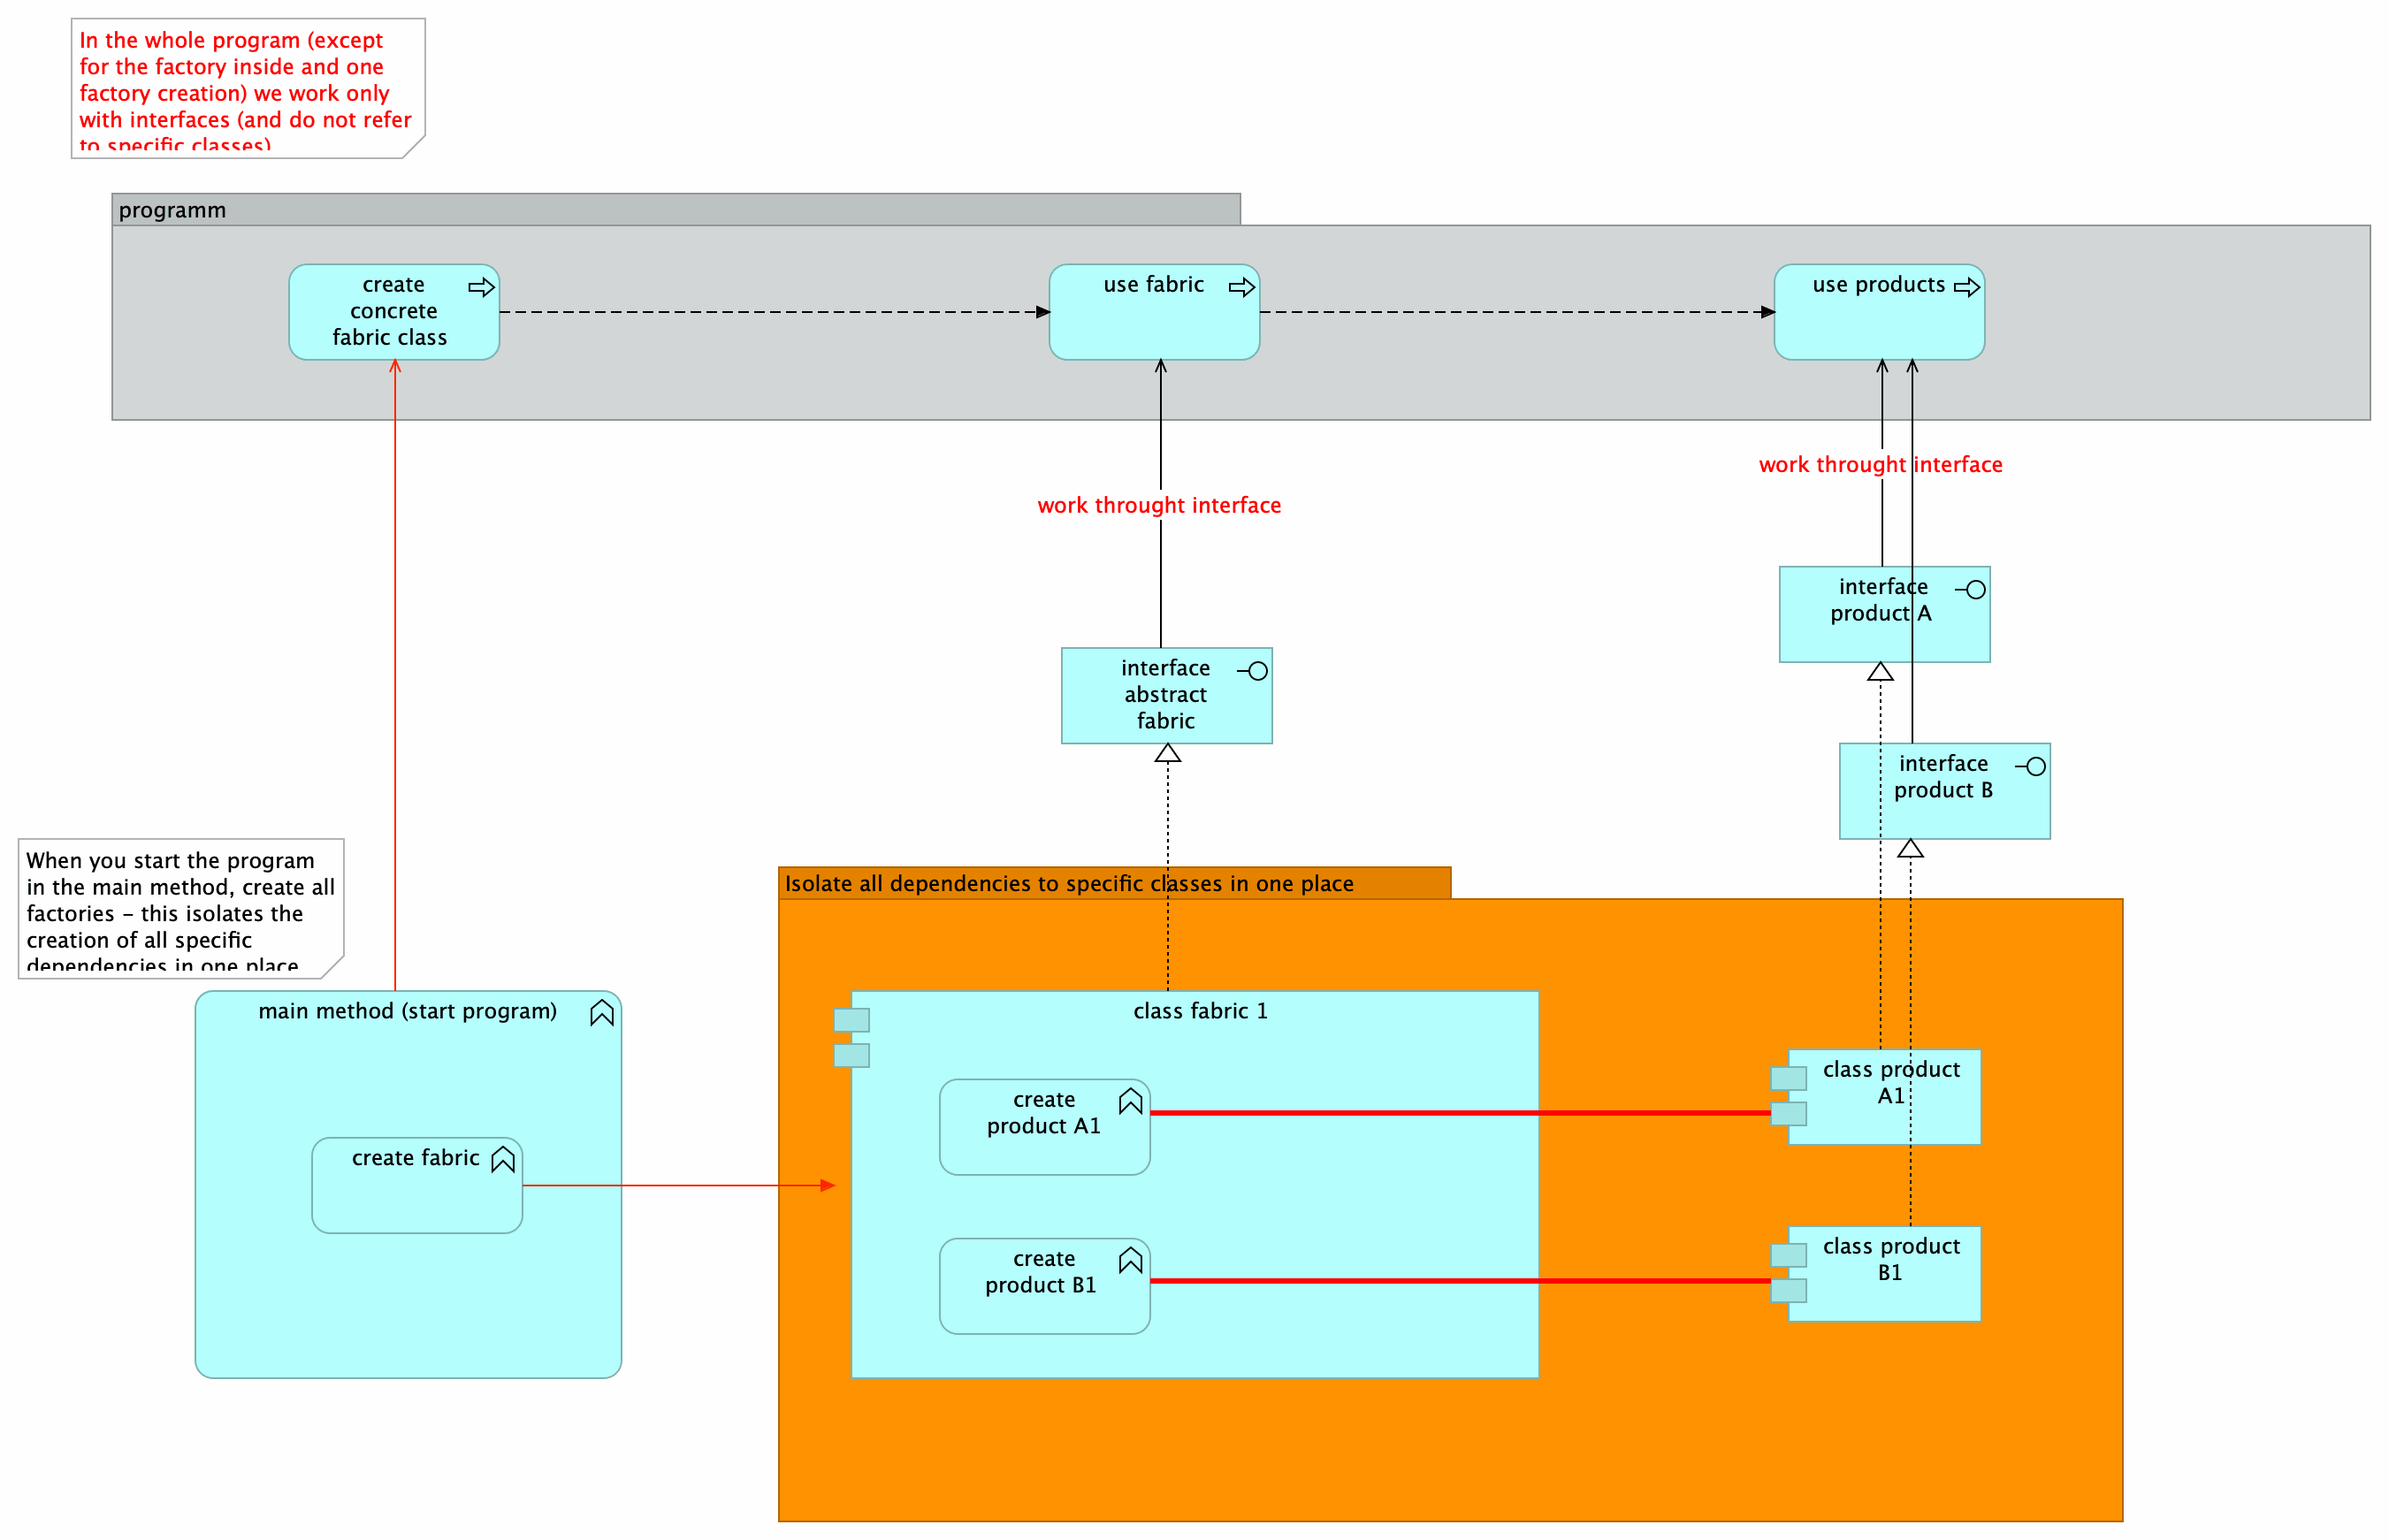 In the whole program (except
for the factory inside and one
factory creation) we work only
with interfaces (and do not refer
to specific classes)
programm
create
concrete
fabric class
use fabric
use products
work throught interface
work throught interface
interface
product A
interface
abstract
fabric
interface
product B
When you start the program
in the main method, create all
factories – this isolates the
creation of all specific
dependencies in one place
Isolate all dependencies to specific classes in one place
main method (start program)
create fabric
class fabric 1
create
product A1
create
product B1
class product
A1
class product
B1